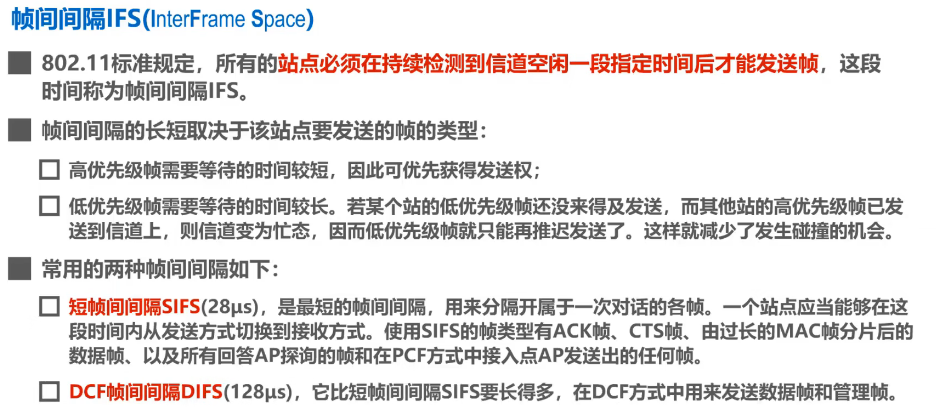 帧间间隔IFS(InterFrame Space)
802.11标准规定，所有的站点必须在持续检测到信道空闲一段指定时间后才能发送帧，这段
时间称为帧间间隔IFS。
帧间间隔的长短取决于该站点要发送的帧的类型：
高优先级帧需要等待的时间较短，因此可优先获得发送权；
低优先级帧需要等待的时间较长。若某个站的低优先级帧还没来得及发送，而其他站的高优先级帧已发
送到信道上，则信道变为忙态，因而低优先级帧就只能再推迟发送了。这样就减少了发生碰撞的机会。
常用的两种帧间间隔如下：
短帧间间隔SIFS(28μs)，是最短的帧间间隔，用来分隔开属于一次对话的各帧。一个站点应当能够在这
段时间内从发送方式切换到接收方式。使用SIFS的帧类型有ACK帧、CTS帧、由过长的MAC帧分片后的
数据帧、以及所有回答AP探询的帧和在PCF方式中接入点AP发送出的任何帧。
DCF帧间间隔DIFS(128μs)，它比短帧间间隔SIFS要长得多，在DCF方式中用来发送数据帧和管理帧。